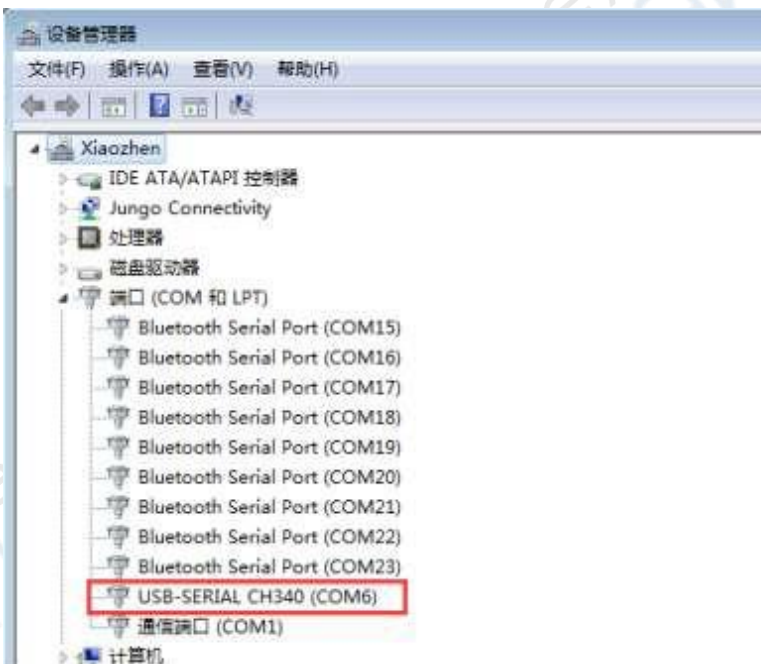 设备管理器
文件(F) 操作(A) 查看(V) 帮助(H)
Xiaozhen
IDE ATA/ATAPI 控制器
Jungo Connectivity
处理器
磁盘驱动器
端口 (COM 和 LPT)
Bluetooth Serial Port (COM15)
Bluetooth Serial Port (COM16)
Bluetooth Serial Port (COM17)
Bluetooth Serial Port (COM18)
Bluetooth Serial Port (COM19)
Bluetooth Serial Port (COM20)
Bluetooth Serial Port (COM21)
Bluetooth Serial Port (COM22)
Bluetooth Serial Port (COM23)
USB-SERIAL CH340 (COM6)
通信端口 (COM1)
计算机